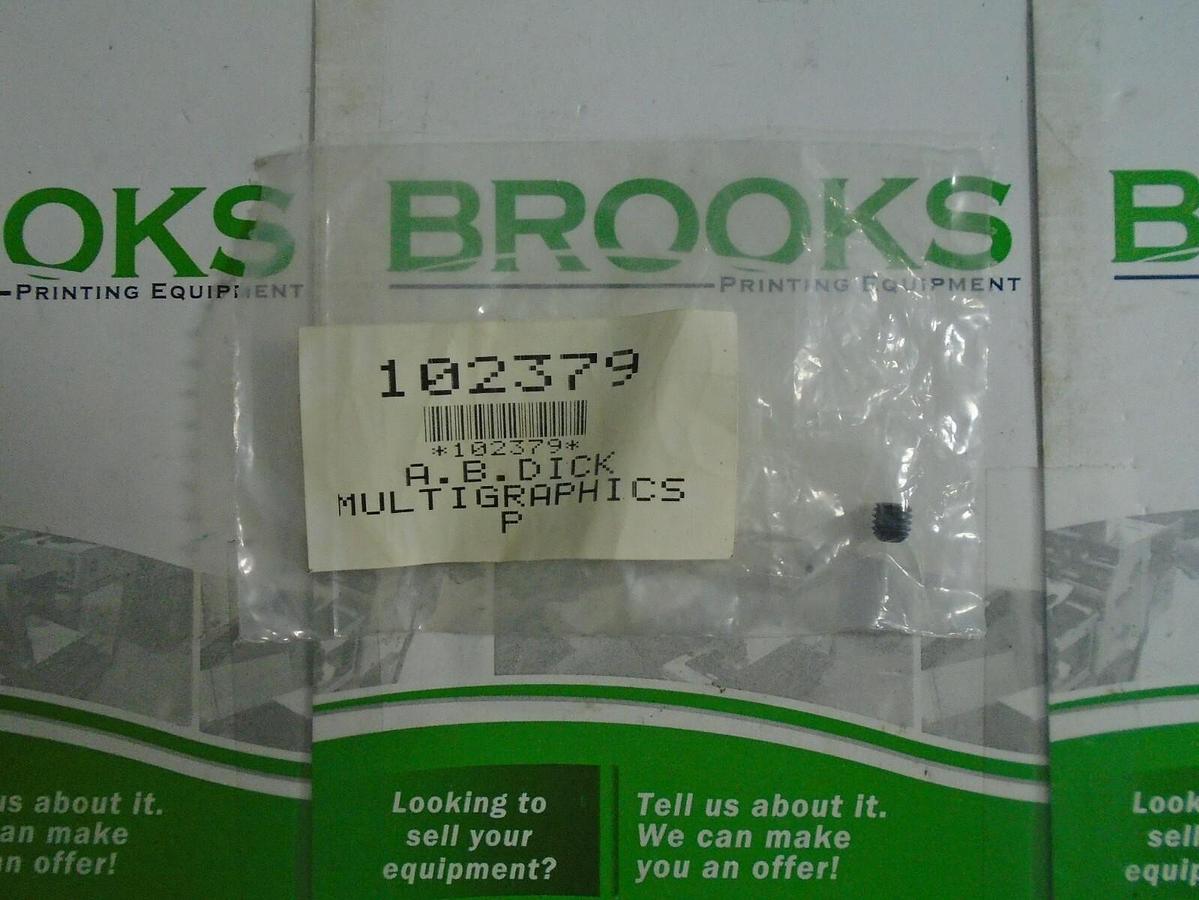 OKS
PRINTING EQUIPMENT
BROOKS
PRINTING EQUIPMENT
B
102379
*102379*
A.B.DICK
MULTIGRAPHICS
P
us about it.
can make
an offer!
Looking to
sell your
equipment?
Tell us about it.
We can make
you an offer!
Look
sell
equip